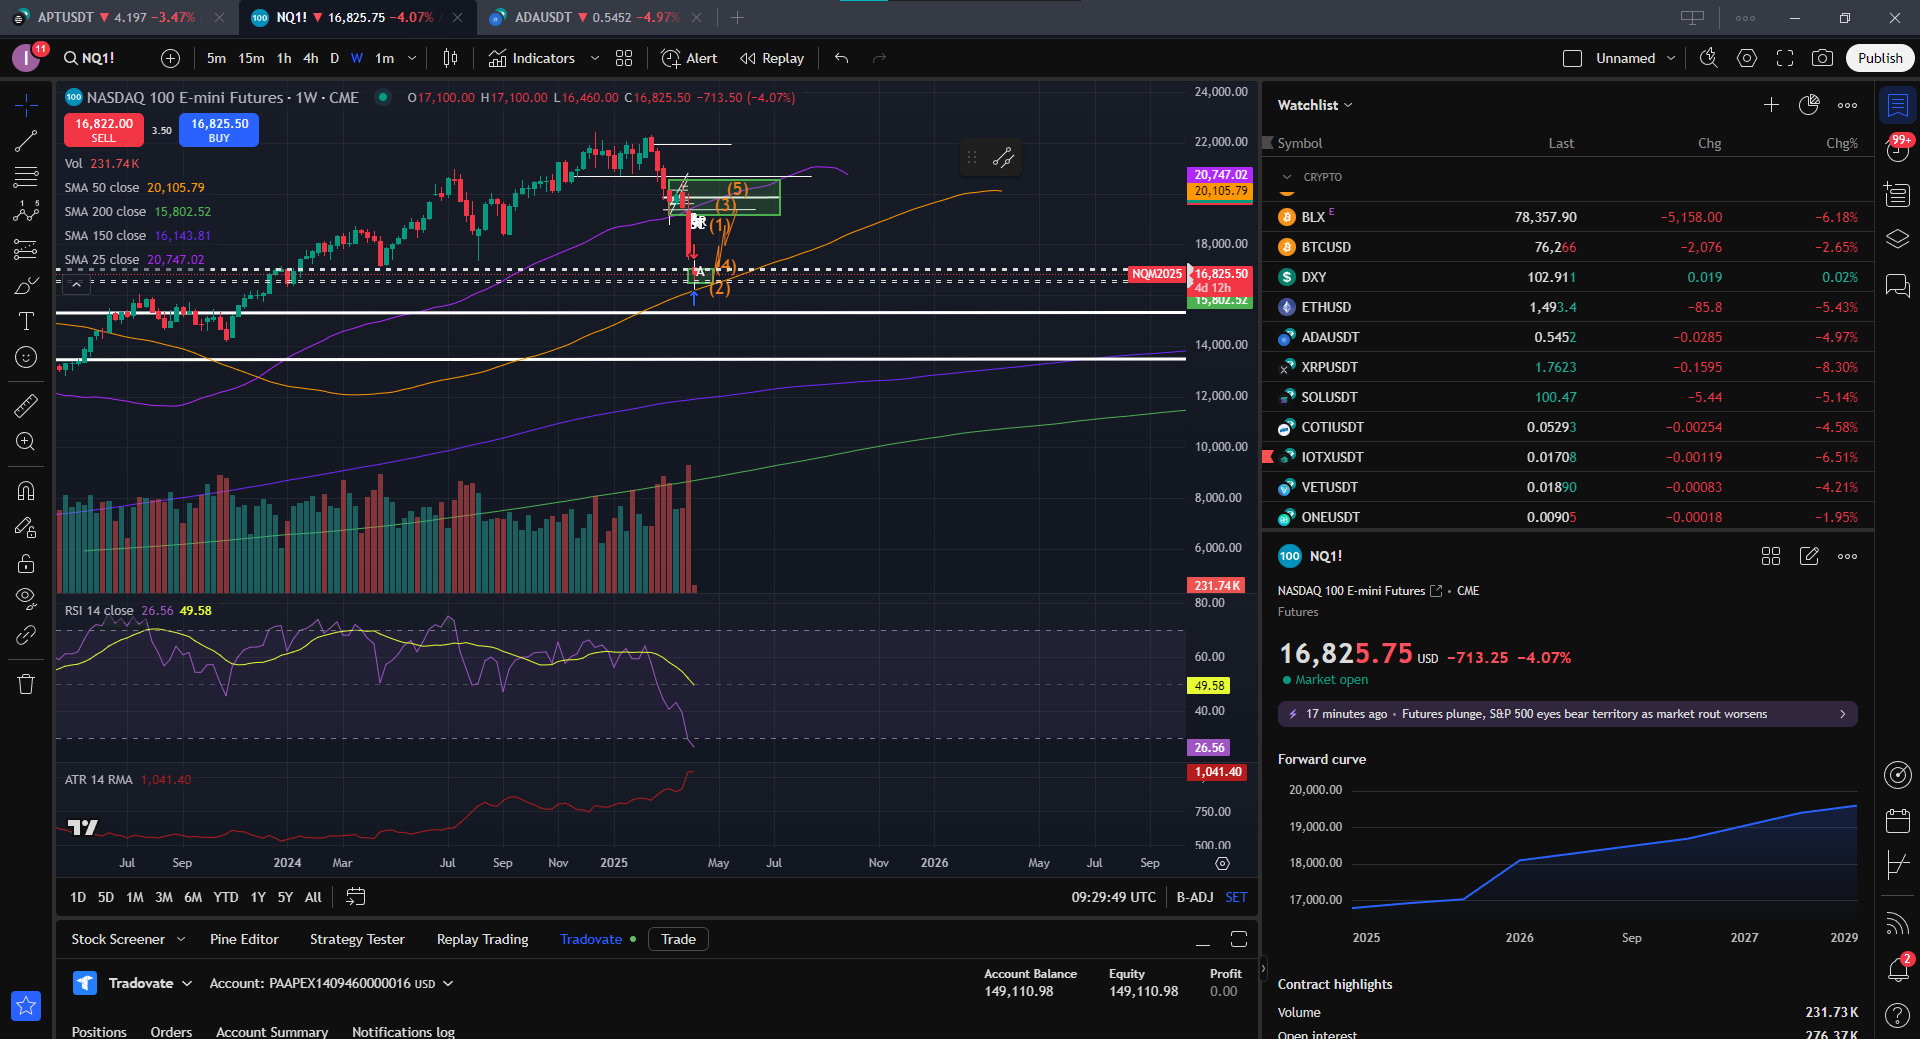 APTUSDT ▼ 4.197 −3.47%
NQ1! ▼ 16,825.75 −4.07%
ADAUSDT ▼ 0.5452 −4.97%
I 11 NQ1! 5m 15m 1h 4h D W 1m Indicators Alert Replay Unnamed Publish
100 NASDAQ 100 E-mini Futures · 1W · CME O17,100.00 H17,100.00 L16,460.00 C16,825.50 −713.50 (−4.07%)
16,822.00 SELL 3.50 16,825.50 BUY
Vol 231.74 K
SMA 50 close 20,105.79
SMA 200 close 15,802.52
SMA 150 close 16,143.81
SMA 25 close 20,747.02
(5)
(3)
(1)
(4)
A
(2)
24,000.00
22,000.00
20,747.02
20,105.79
18,000.00
NQM2025 16,825.50
4d 12h
15,802.52
14,000.00
12,000.00
10,000.00
8,000.00
6,000.00
231.74 K
RSI 14 close 26.56 49.58
80.00
60.00
49.58
40.00
26.56
ATR 14 RMA 1,041.40
1,041.40
750.00
500.00
Jul Sep 2024 Mar Jul Sep Nov 2025 May Jul Nov 2026 May Jul Sep
1D 5D 1M 3M 6M YTD 1Y 5Y All 09:29:49 UTC B-ADJ SET
Stock Screener Pine Editor Strategy Tester Replay Trading Tradovate Trade
Tradovate Account: PAAPEX1409460000016 USD
Account Balance Equity Profit
149,110.98 149,110.98 0.00
Positions Orders Account Summary Notifications log
Watchlist
Symbol Last Chg Chg%
CRYPTO
BLX E 78,357.90 −5,158.00 −6.18%
BTCUSD 76,266 −2,076 −2.65%
DXY 102.911 0.019 0.02%
ETHUSD 1,493.4 −85.8 −5.43%
ADAUSDT 0.5452 −0.0285 −4.97%
XRPUSDT 1.7623 −0.1595 −8.30%
SOLUSDT 100.47 −5.44 −5.14%
COTIUSDT 0.05293 −0.00254 −4.58%
IOTXUSDT 0.01708 −0.00119 −6.51%
VETUSDT 0.01890 −0.00083 −4.21%
ONEUSDT 0.00905 −0.00018 −1.95%
100 NQ1!
NASDAQ 100 E-mini Futures • CME
Futures
16,825.75 USD −713.25 −4.07%
Market open
17 minutes ago • Futures plunge, S&P 500 eyes bear territory as market rout worsens
Forward curve
20,000.00
19,000.00
18,000.00
17,000.00
2025 2026 Sep 2027 2029
Contract highlights
Volume 231.73 K
Open interest 276.37 K
99+
2